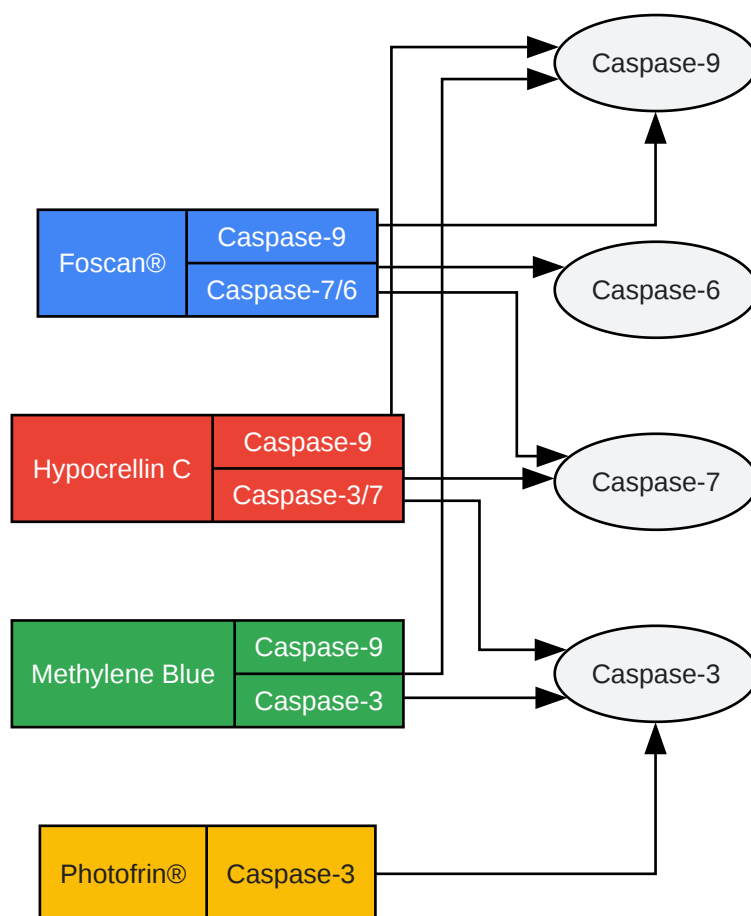 Caspase-9
Foscan®
Caspase-9
Caspase-7/6
Caspase-6
Hypocrellin C
Caspase-9
Caspase-3/7
Caspase-7
Methylene Blue
Caspase-9
Caspase-3
Caspase-3
Photofrin®
Caspase-3